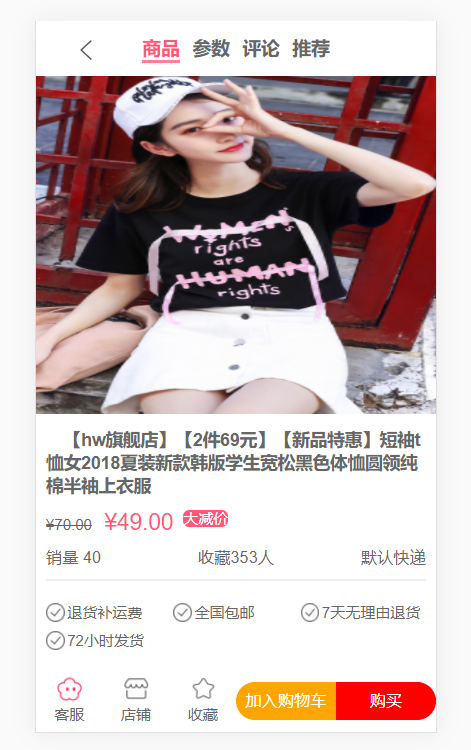 商品 参数 评论 推荐
WOMEN'S
rights
are
HUMAN
rights
【hw旗舰店】【2件69元】【新品特惠】短袖t
恤女2018夏装新款韩版学生宽松黑色体恤圆领纯
棉半袖上衣服
¥70.00 ¥49.00 大减价
销量 40 收藏353人 默认快递
退货补运费 全国包邮 7天无理由退货
72小时发货
客服 店铺 收藏 加入购物车 购买